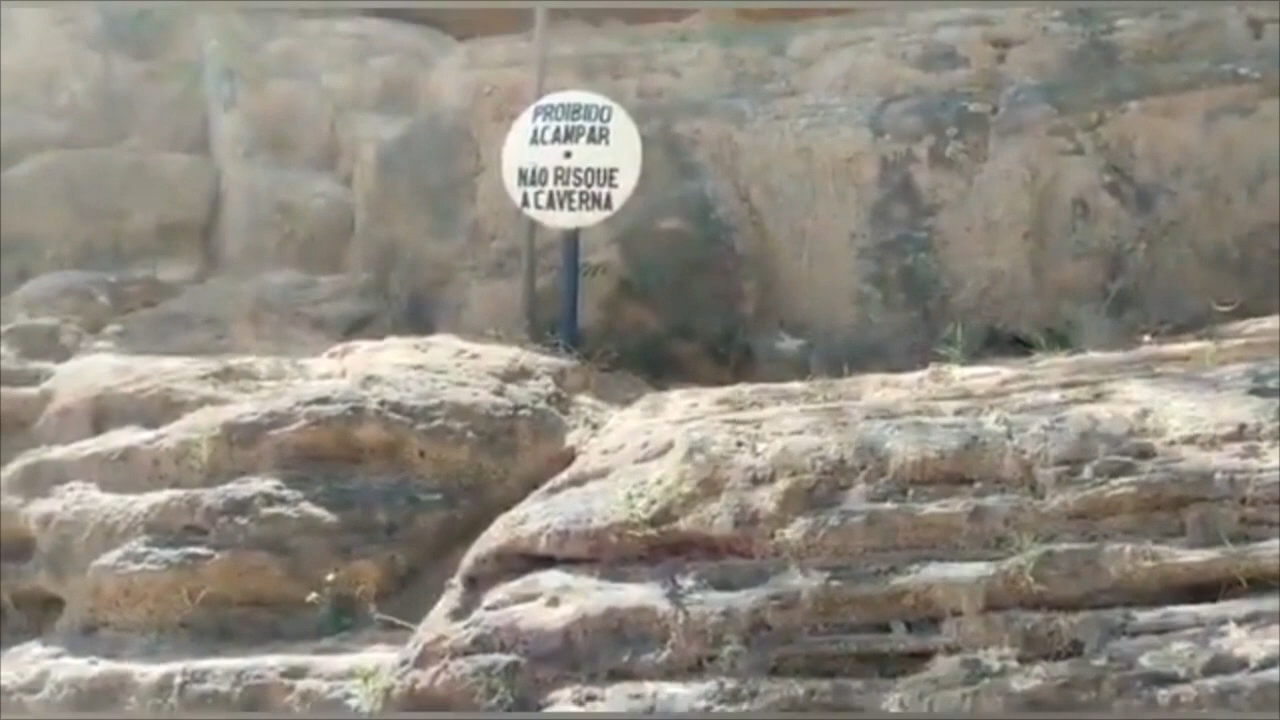 PROIBIDO
ACAMPAR
•
NÃO RISQUE
A CAVERNA